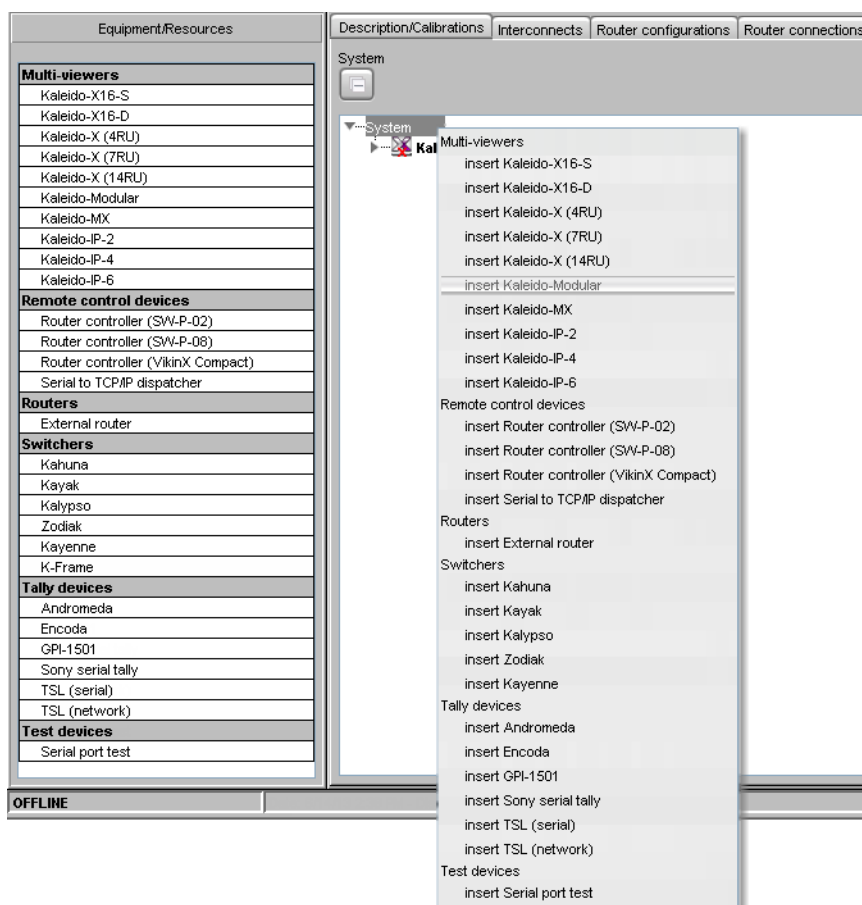 Equipment/Resources
Multi-viewers
Kaleido-X16-S
Kaleido-X16-D
Kaleido-X (4RU)
Kaleido-X (7RU)
Kaleido-X (14RU)
Kaleido-Modular
Kaleido-MX
Kaleido-IP-2
Kaleido-IP-4
Kaleido-IP-6
Remote control devices
Router controller (SW-P-02)
Router controller (SW-P-08)
Router controller (VikinX Compact)
Serial to TCP/IP dispatcher
Routers
External router
Switchers
Kahuna
Kayak
Kalypso
Zodiak
Kayenne
K-Frame
Tally devices
Andromeda
Encoda
GPI-1501
Sony serial tally
TSL (serial)
TSL (network)
Test devices
Serial port test
OFFLINE
Description/Calibrations Interconnects Router configurations Router connections
System
System
Kal
Multi-viewers
insert Kaleido-X16-S
insert Kaleido-X16-D
insert Kaleido-X (4RU)
insert Kaleido-X (7RU)
insert Kaleido-X (14RU)
insert Kaleido-Modular
insert Kaleido-MX
insert Kaleido-IP-2
insert Kaleido-IP-4
insert Kaleido-IP-6
Remote control devices
insert Router controller (SW-P-02)
insert Router controller (SW-P-08)
insert Router controller (VikinX Compact)
insert Serial to TCP/IP dispatcher
Routers
insert External router
Switchers
insert Kahuna
insert Kayak
insert Kalypso
insert Zodiak
insert Kayenne
Tally devices
insert Andromeda
insert Encoda
insert GPI-1501
insert Sony serial tally
insert TSL (serial)
insert TSL (network)
Test devices
insert Serial port test